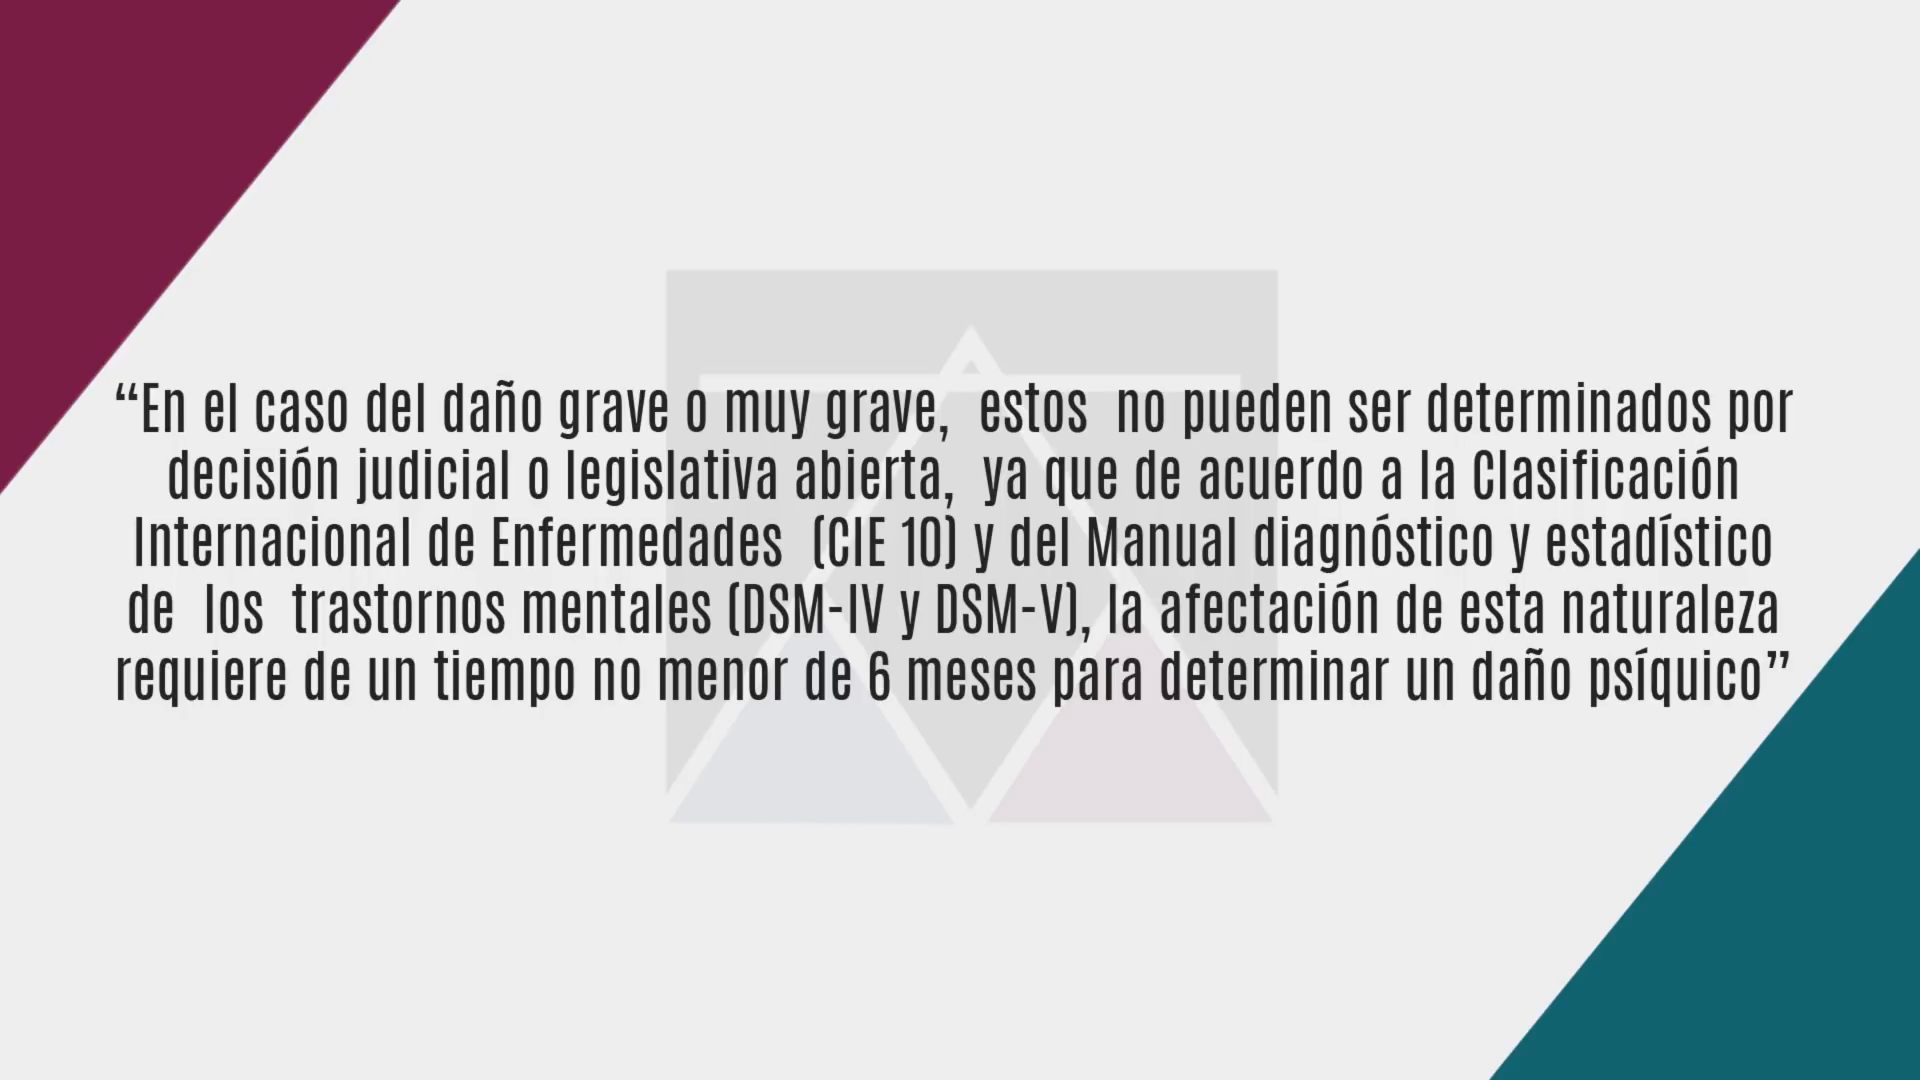 “En el caso del daño grave o muy grave, estos no pueden ser determinados por
decisión judicial o legislativa abierta, ya que de acuerdo a la Clasificación
Internacional de Enfermedades (CIE 10) y del Manual diagnóstico y estadístico
de los trastornos mentales (DSM-IV y DSM-V), la afectación de esta naturaleza
requiere de un tiempo no menor de 6 meses para determinar un daño psíquico”